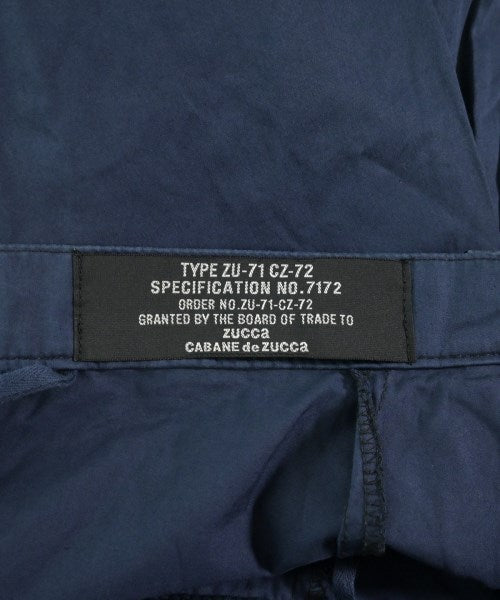 TYPE ZU-71 CZ-72
SPECIFICATION NO.7172
ORDER NO.ZU-71-CZ-72
GRANTED BY THE BOARD OF TRADE TO
zucca
CABANE de zucca